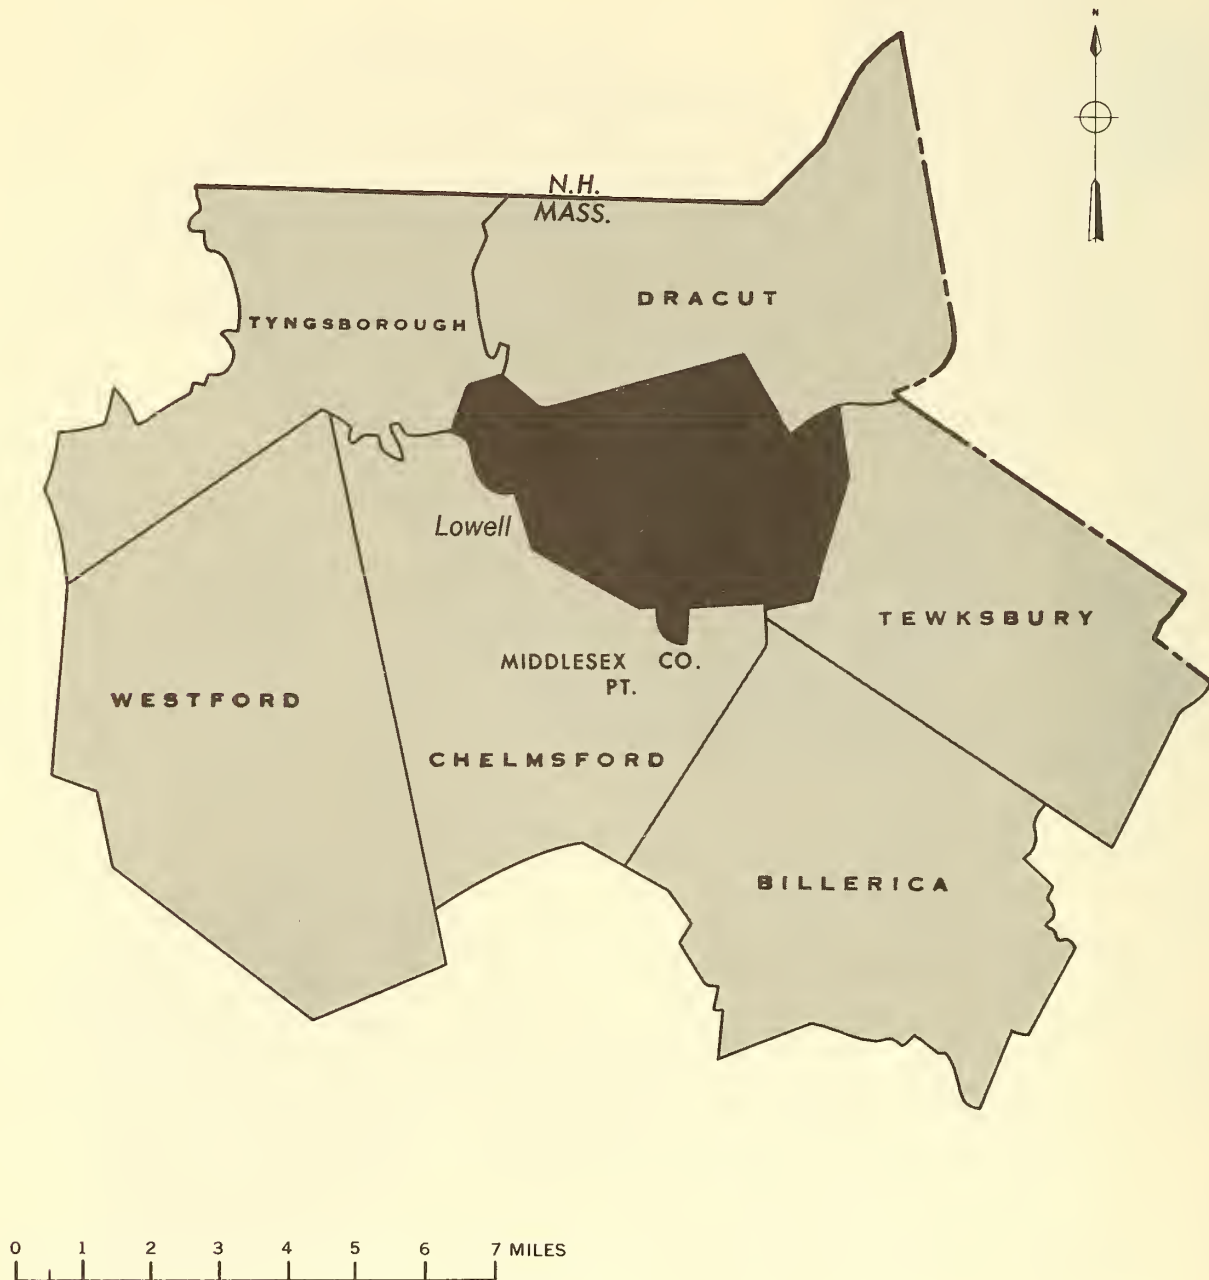 N
N.H.
MASS.
DRACUT
TYNGSBOROUGH
Lowell
TEWKSBURY
MIDDLESEX CO.
PT.
WESTFORD
CHELMSFORD
BILLERICA
0 1 2 3 4 5 6 7 MILES